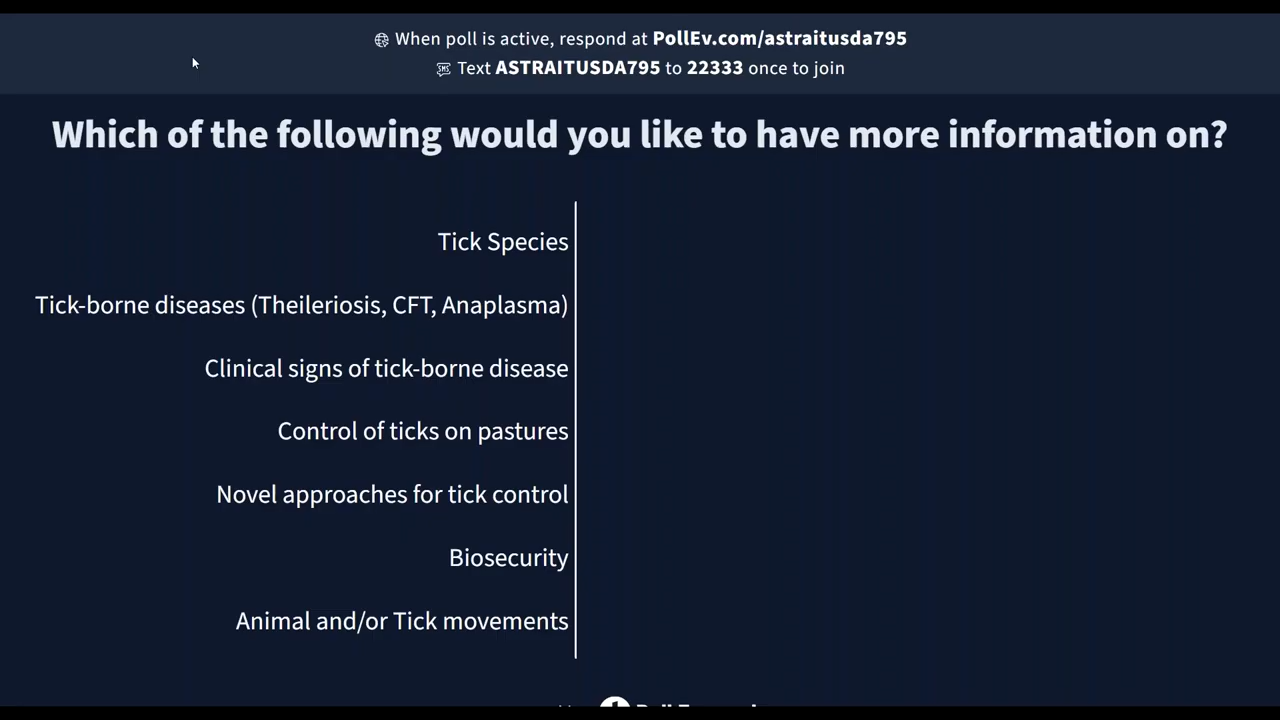 When poll is active, respond at PollEv.com/astraitusda795
Text ASTRAITUSDA795 to 22333 once to join
Which of the following would you like to have more information on?
Tick Species
Tick-borne diseases (Theileriosis, CFT, Anaplasma)
Clinical signs of tick-borne disease
Control of ticks on pastures
Novel approaches for tick control
Biosecurity
Animal and/or Tick movements